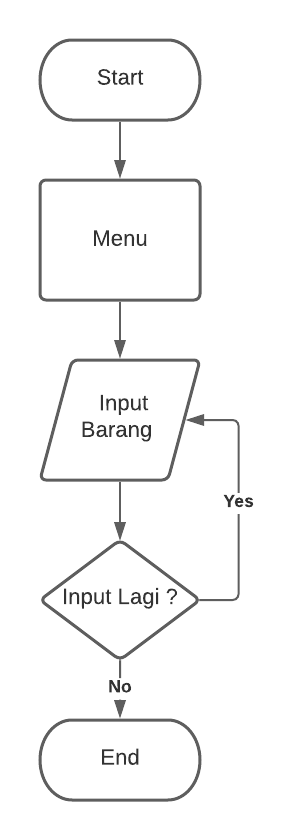 Start
Menu
Input
Barang
Yes
Input Lagi ?
No
End